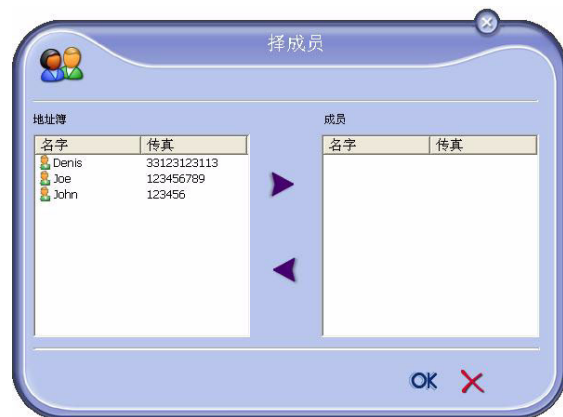 择成员
地址簿 成员
名字 传真 名字 传真
Denis 33123123113
Joe 123456789
John 123456
OK